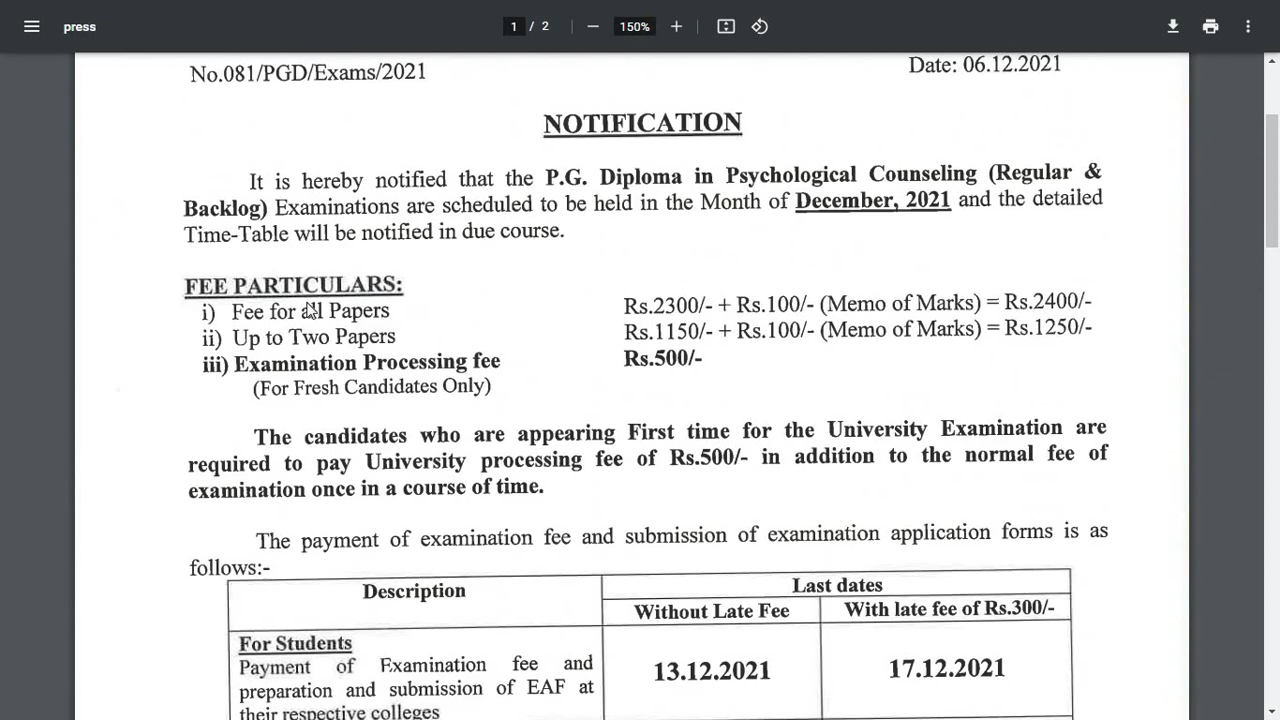 press
1 / 2
150%
No.081/PGD/Exams/2021
Date: 06.12.2021
NOTIFICATION
It is hereby notified that the P.G. Diploma in Psychological Counseling (Regular &
Backlog) Examinations are scheduled to be held in the Month of December, 2021 and the detailed
Time-Table will be notified in due course.
FEE PARTICULARS:
i) Fee for all Papers Rs.2300/- + Rs.100/- (Memo of Marks) = Rs.2400/-
ii) Up to Two Papers Rs.1150/- + Rs.100/- (Memo of Marks) = Rs.1250/-
iii) Examination Processing fee Rs.500/-
(For Fresh Candidates Only)
The candidates who are appearing First time for the University Examination are
required to pay University processing fee of Rs.500/- in addition to the normal fee of
examination once in a course of time.
The payment of examination fee and submission of examination application forms is as
follows:-
Description
Last dates
Without Late Fee
With late fee of Rs.300/-
For Students
Payment of Examination fee and
preparation and submission of EAF at
their respective colleges
13.12.2021
17.12.2021